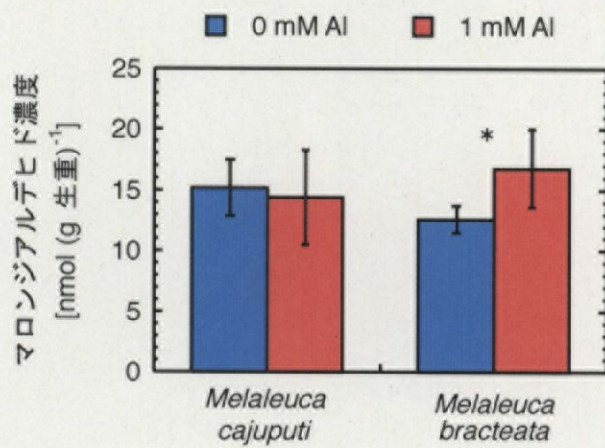 0 mM Al 1 mM Al
マロンジアルデヒド濃度
[nmol (g 生重)⁻¹]
25
20
15
10
5
0
*
Melaleuca
cajuputi
Melaleuca
bracteata